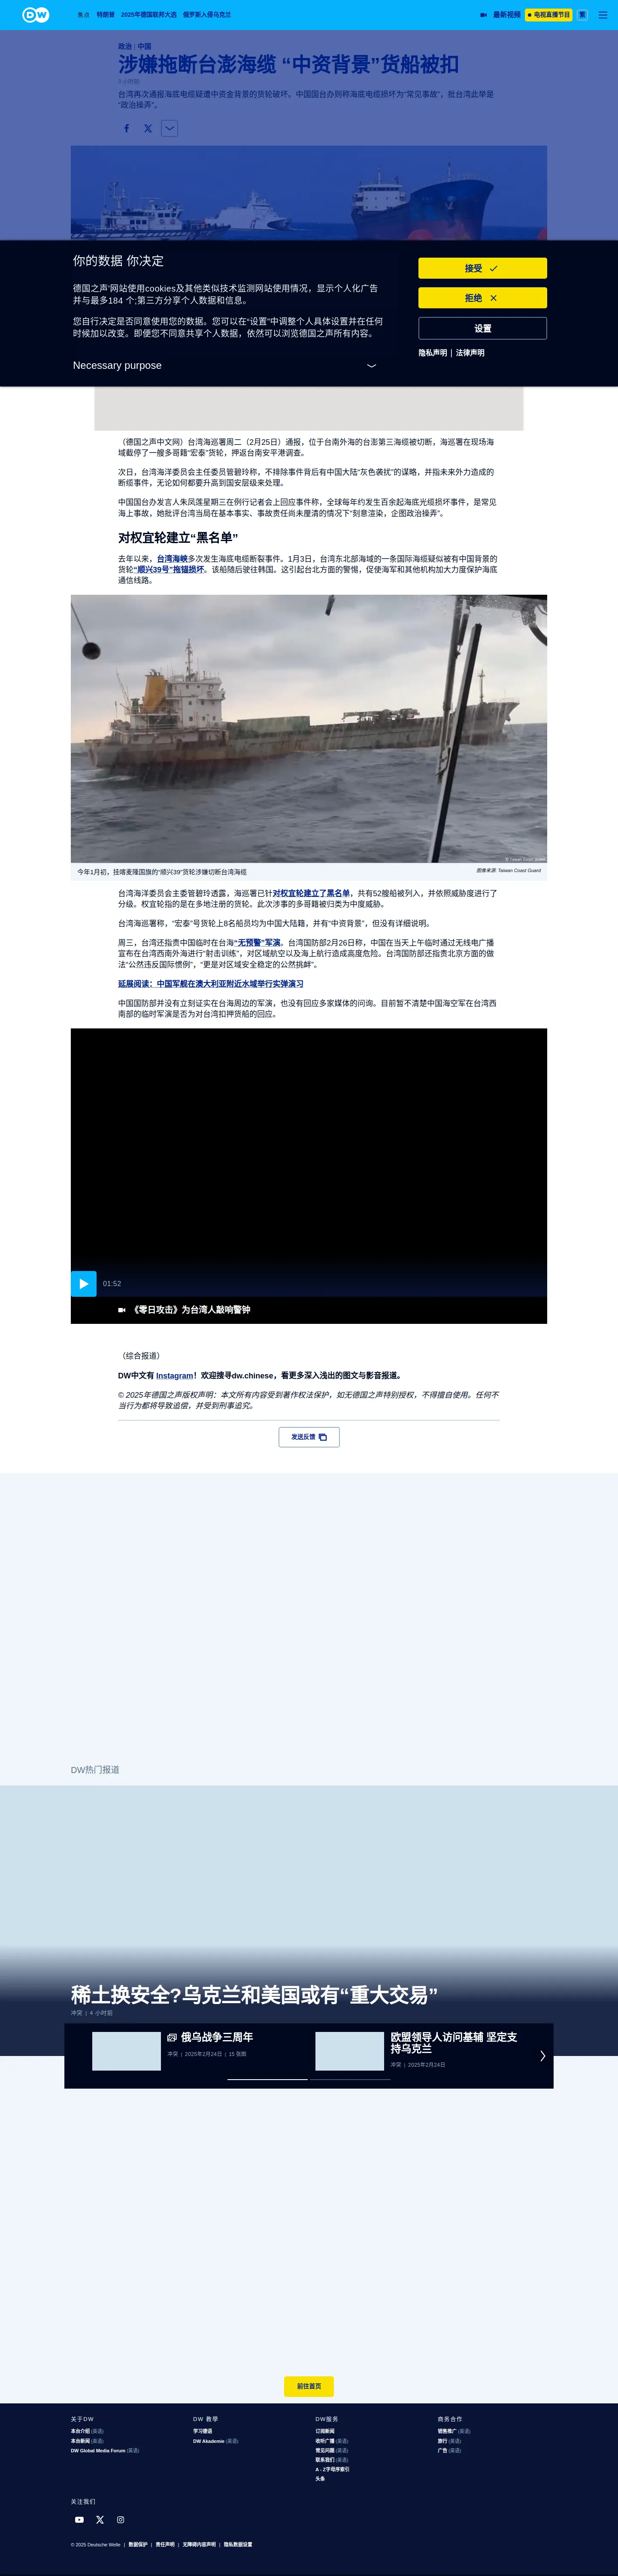 DW
焦点 特朗普 2025年德国联邦大选 俄罗斯入侵乌克兰
最新视频 电视直播节目 繁
政治 | 中国
涉嫌拖断台澎海缆 “中资背景”货船被扣
3 小时前
台湾再次通报海底电缆疑遭中资金背景的货轮破坏。中国国台办则称海底电缆损坏为“常见事故”，批台湾此举是
“政治操弄”。
你的数据 你决定
德国之声'网站使用cookies及其他类似技术监测网站使用情况，显示个人化广告
并与最多184 个;第三方分享个人数据和信息。
您自行决定是否同意使用您的数据。您可以在“设置“中调整个人具体设置并在任何
时候加以改变。即便您不同意共享个人数据，依然可以浏览德国之声所有内容。
Necessary purpose
接受
拒绝
设置
隐私声明 | 法律声明
（德国之声中文网）台湾海巡署周二（2月25日）通报，位于台南外海的台澎第三海缆被切断，海巡署在现场海
域截停了一艘多哥籍“宏泰”货轮，押返台南安平港调查。
次日，台湾海洋委员会主任委员管碧玲称，不排除事件背后有中国大陆“灰色袭扰”的谋略，并指未来外力造成的
断缆事件，无论如何都要升高到国安层级来处理。
中国国台办发言人朱凤莲星期三在例行记者会上回应事件称，全球每年约发生百余起海底光缆损坏事件，是常见
海上事故，她批评台湾当局在基本事实、事故责任尚未厘清的情况下“刻意渲染，企图政治操弄”。
对权宜轮建立“黑名单”
去年以来，台湾海峡多次发生海底电缆断裂事件。1月3日，台湾东北部海域的一条国际海缆疑似被有中国背景的
货轮“顺兴39号”拖锚损坏。该船随后驶往韩国。这引起台北方面的警惕，促使海军和其他机构加大力度保护海底
通信线路。
今年1月初，挂喀麦隆国旗的“顺兴39”货轮涉嫌切断台湾海缆
图像来源: Taiwan Coast Guard
台湾海洋委员会主委管碧玲透露，海巡署已针对权宜轮建立了黑名单，共有52艘船被列入，并依照威胁度进行了
分级。权宜轮指的是在多地注册的货轮。此次涉事的多哥籍被归类为中度威胁。
台湾海巡署称，“宏泰”号货轮上8名船员均为中国大陆籍，并有“中资背景”，但没有详细说明。
周三，台湾还指责中国临时在台海“无预警”军演。台湾国防部2月26日称，中国在当天上午临时通过无线电广播
宣布在台湾西南外海进行“射击训练”，对区域航空以及海上航行造成高度危险。台湾国防部还指责北京方面的做
法“公然违反国际惯例”，“更是对区域安全稳定的公然挑衅”。
延展阅读：中国军舰在澳大利亚附近水域举行实弹演习
中国国防部并没有立刻证实在台海周边的军演，也没有回应多家媒体的问询。目前暂不清楚中国海空军在台湾西
南部的临时军演是否为对台湾扣押货船的回应。
01:52
《零日攻击》为台湾人敲响警钟
（综合报道）
DW中文有 Instagram！欢迎搜寻dw.chinese，看更多深入浅出的图文与影音报道。
© 2025年德国之声版权声明：本文所有内容受到著作权法保护，如无德国之声特别授权，不得擅自使用。任何不
当行为都将导致追偿，并受到刑事追究。
发送反馈
DW热门报道
稀土换安全?乌克兰和美国或有“重大交易”
冲突 | 4 小时前
俄乌战争三周年
冲突 | 2025年2月24日 | 15 张图
欧盟领导人访问基辅 坚定支
持乌克兰
冲突 | 2025年2月24日
前往首页
关于DW
本台介绍 (英语)
本台新闻 (英语)
DW Global Media Forum (英语)
DW 教學
学习德语
DW Akademie (英语)
DW服务
订阅新闻
收听广播 (英语)
常见问题 (英语)
联系我们 (英语)
A - Z字母序索引
头条
商务合作
销售推广 (英语)
旅行 (英语)
广告 (英语)
关注我们
© 2025 Deutsche Welle | 数据保护 | 责任声明 | 无障碍内容声明 | 隐私数据设置